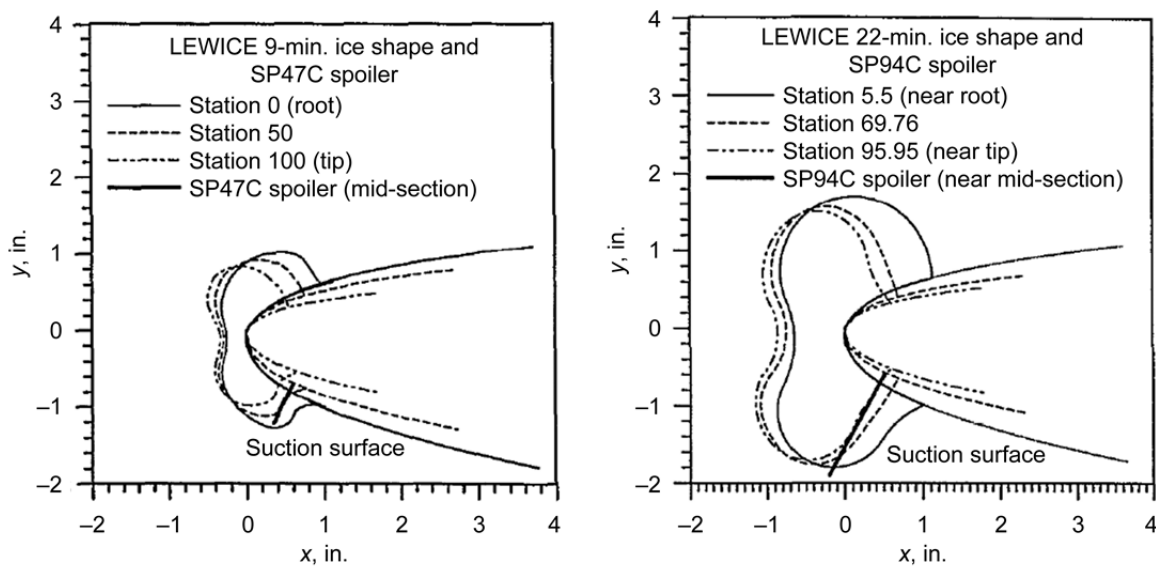 LEWICE 9-min. ice shape and
SP47C spoiler
Station 0 (root)
Station 50
Station 100 (tip)
SP47C spoiler (mid-section)
4
3
2
1
0
−1
−2
y, in.
Suction surface
−2 −1 0 1 2 3 4
x, in.
LEWICE 22-min. ice shape and
SP94C spoiler
Station 5.5 (near root)
Station 69.76
Station 95.95 (near tip)
SP94C spoiler (near mid-section)
4
3
2
1
0
−1
−2
y, in.
Suction surface
−2 −1 0 1 2 3 4
x, in.